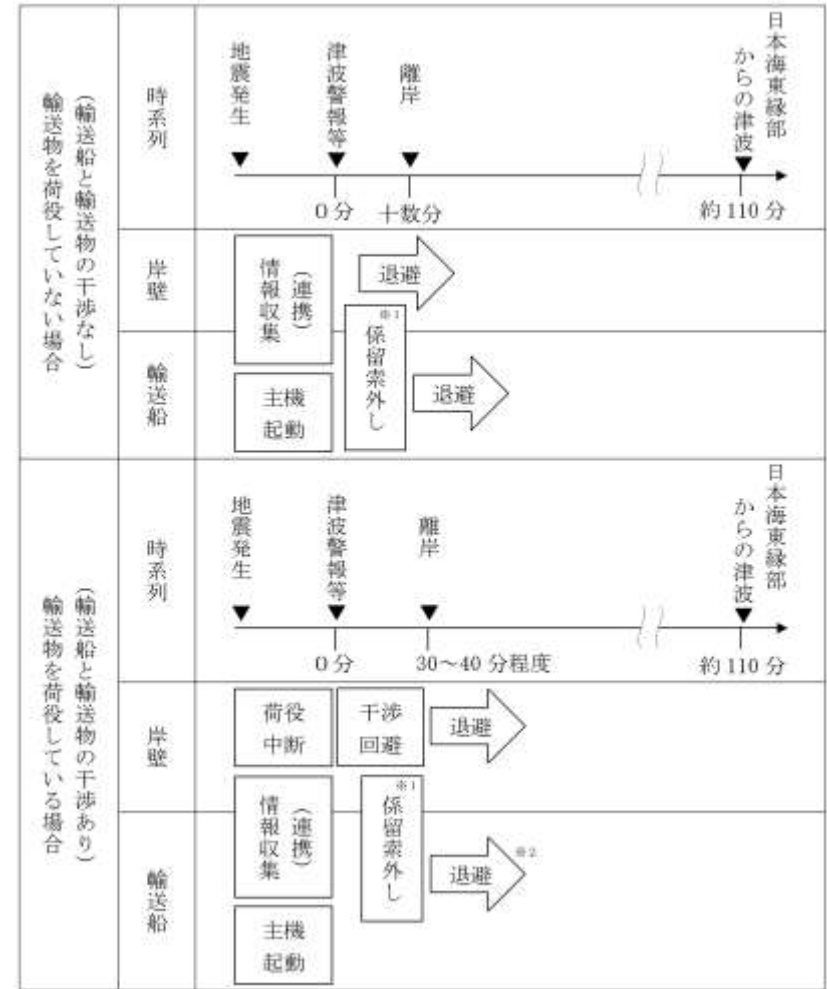 輸送物を荷役していない場合
（輸送船と輸送物の干渉なし）
時系列
地震発生
津波警報等
離岸
日本海東縁部
からの津波
0分
十数分
約110分
岸壁
情報収集
（連携）
退避
※1
係留索外し
輸送船
主機
起動
退避
輸送物を荷役している場合
（輸送船と輸送物の干渉あり）
時系列
地震発生
津波警報等
離岸
日本海東縁部
からの津波
0分
30～40分程度
約110分
岸壁
荷役
中断
干渉
回避
退避
情報収集
（連携）
※1
係留索外し
輸送船
退避
※2
主機
起動